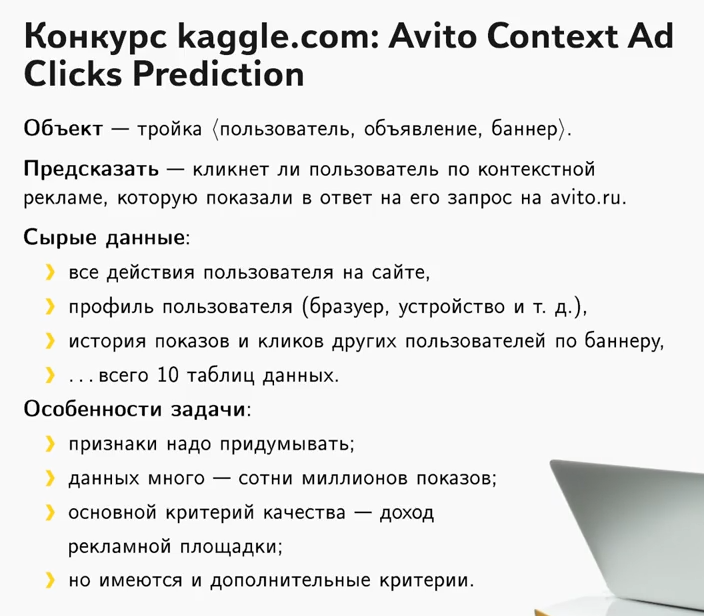 Конкурс kaggle.com: Avito Context Ad
Clicks Prediction
Объект — тройка ⟨пользователь, объявление, баннер⟩.
Предсказать — кликнет ли пользователь по контекстной
рекламе, которую показали в ответ на его запрос на avito.ru.
Сырые данные:
❯ все действия пользователя на сайте,
❯ профиль пользователя (бразуер, устройство и т. д.),
❯ история показов и кликов других пользователей по баннеру,
❯ ...всего 10 таблиц данных.
Особенности задачи:
❯ признаки надо придумывать;
❯ данных много — сотни миллионов показов;
❯ основной критерий качества — доход
рекламной площадки;
❯ но имеются и дополнительные критерии.